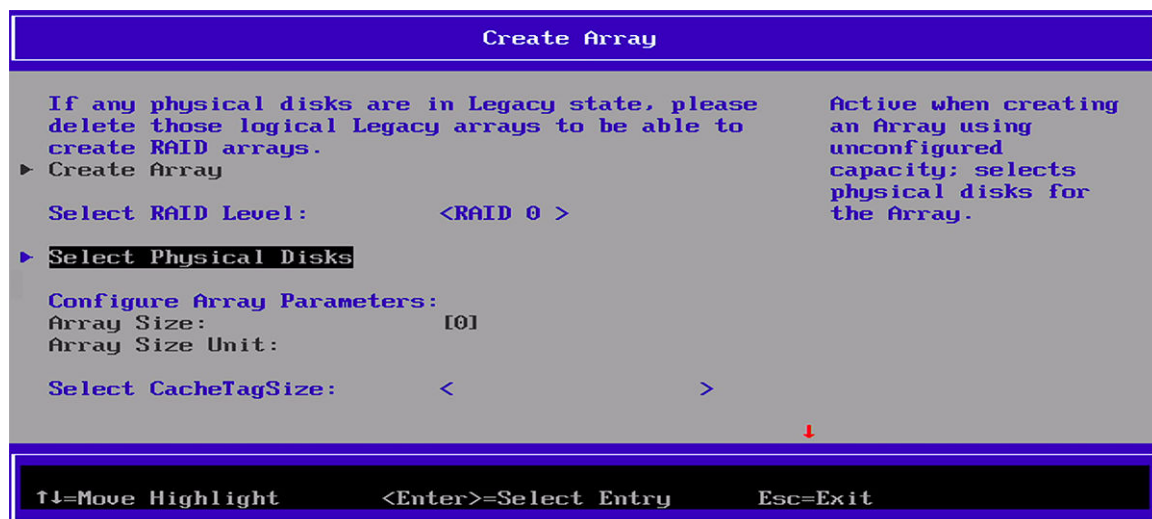 Create Array
If any physical disks are in Legacy state, please
delete those logical Legacy arrays to be able to
create RAID arrays.
► Create Array
Select RAID Level: <RAID 0 >
► Select Physical Disks
Configure Array Parameters:
Array Size: [0]
Array Size Unit:
Select CacheTagSize: < >
Active when creating
an Array using
unconfigured
capacity; selects
physical disks for
the Array.
↓
↑↓=Move Highlight <Enter>=Select Entry Esc=Exit